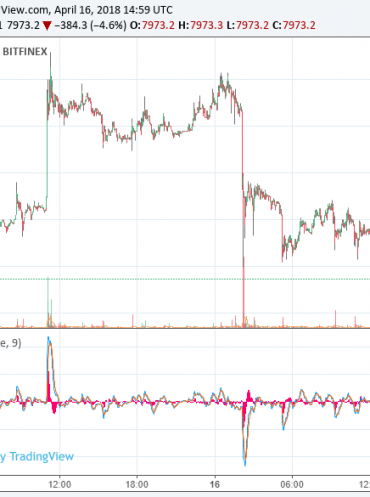 View.com, April 16, 2018 14:59 UTC
1 7973.2 ▼ −384.3 (−4.6%) O:7973.2 H:7973.3 L:7973.2 C:7973.2
BITFINEX
e, 9)
y TradingView
12:00 18:00 16 06:00 12: